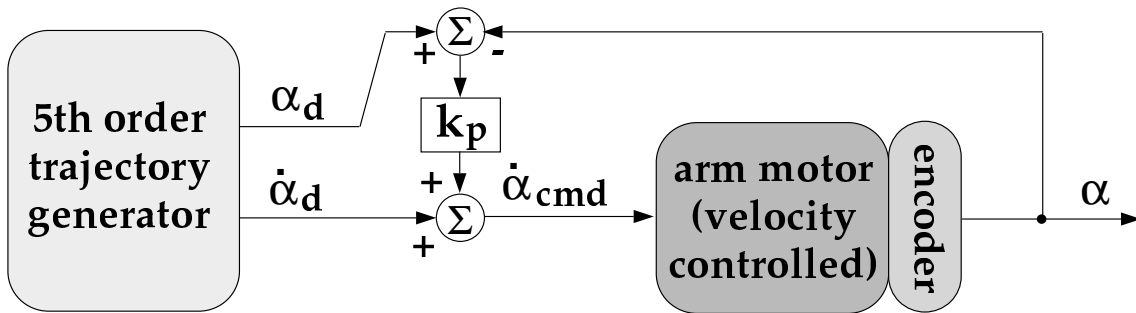 5th order
trajectory
generator
α_d
α̇_d
Σ
+
-
k_p
+
+
Σ
α̇_cmd
arm motor
(velocity
controlled)
encoder
α